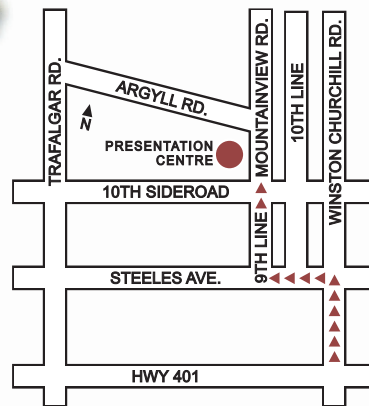 TRAFALGAR RD.
ARGYLL RD.
MOUNTAINVIEW RD.
10TH LINE
WINSTON CHURCHILL RD.
N
PRESENTATION
CENTRE
10TH SIDEROAD
9TH LINE
STEELES AVE.
HWY 401